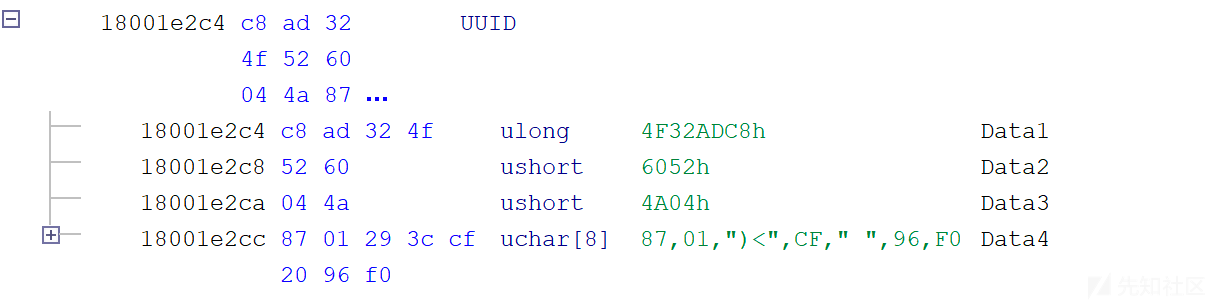 18001e2c4 c8 ad 32 UUID
4f 52 60
04 4a 87 ...
18001e2c4 c8 ad 32 4f ulong 4F32ADC8h Data1
18001e2c8 52 60 ushort 6052h Data2
18001e2ca 04 4a ushort 4A04h Data3
18001e2cc 87 01 29 3c cf uchar[8] 87,01,")<",CF," ",96,F0 Data4
20 96 f0
先知社区